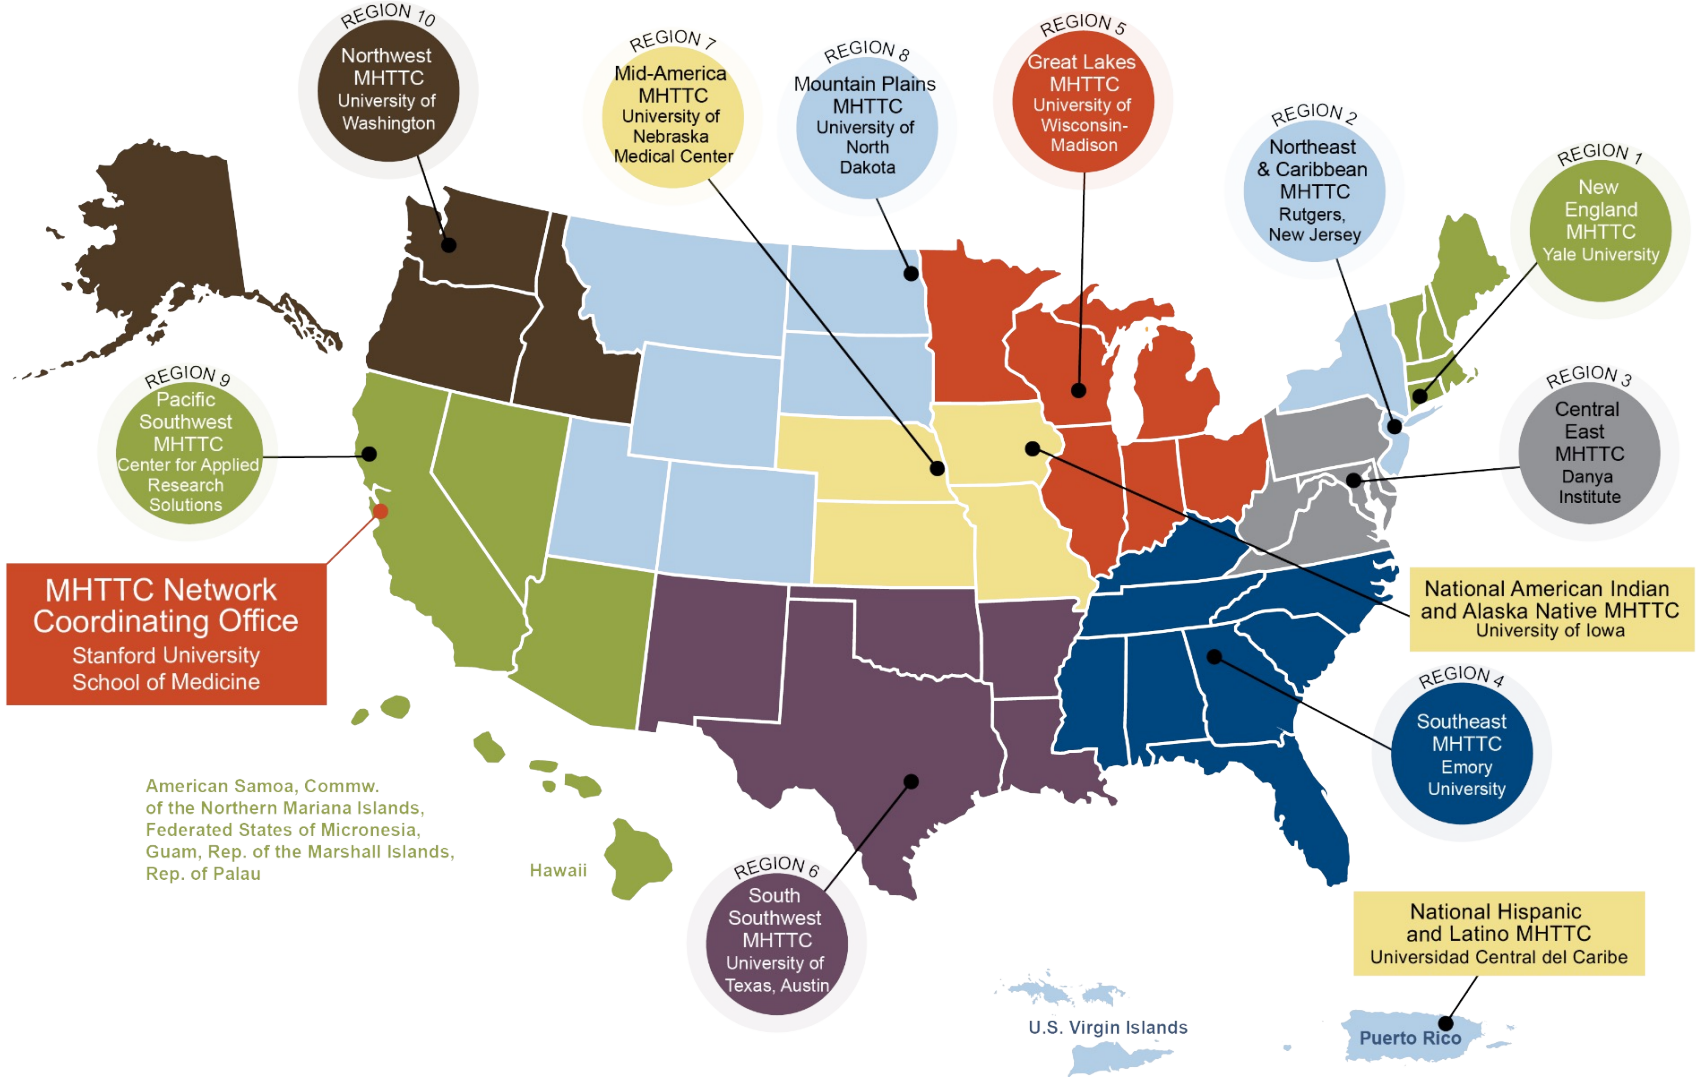 REGION 10
Northwest
MHTTC
University of
Washington
REGION 7
Mid-America
MHTTC
University of
Nebraska
Medical Center
REGION 8
Mountain Plains
MHTTC
University of
North
Dakota
REGION 5
Great Lakes
MHTTC
University of
Wisconsin-
Madison
REGION 2
Northeast
& Caribbean
MHTTC
Rutgers,
New Jersey
REGION 1
New
England
MHTTC
Yale University
REGION 9
Pacific
Southwest
MHTTC
Center for Applied
Research
Solutions
REGION 3
Central
East
MHTTC
Danya
Institute
MHTTC Network
Coordinating Office
Stanford University
School of Medicine
National American Indian
and Alaska Native MHTTC
University of Iowa
REGION 4
Southeast
MHTTC
Emory
University
American Samoa, Commw.
of the Northern Mariana Islands,
Federated States of Micronesia,
Guam, Rep. of the Marshall Islands,
Rep. of Palau
Hawaii
REGION 6
South
Southwest
MHTTC
University of
Texas, Austin
National Hispanic
and Latino MHTTC
Universidad Central del Caribe
U.S. Virgin Islands
Puerto Rico